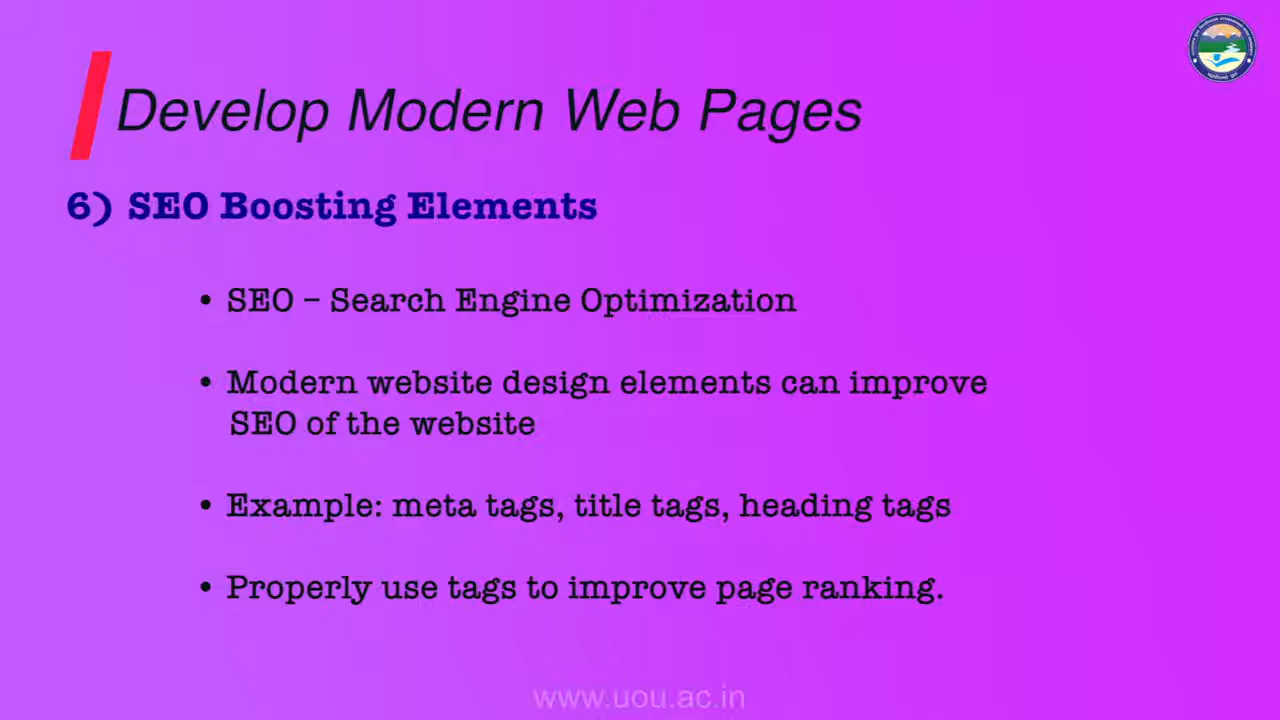 Develop Modern Web Pages
6) SEO Boosting Elements
• SEO – Search Engine Optimization
• Modern website design elements can improve
SEO of the website
• Example: meta tags, title tags, heading tags
• Properly use tags to improve page ranking.
www.uou.ac.in